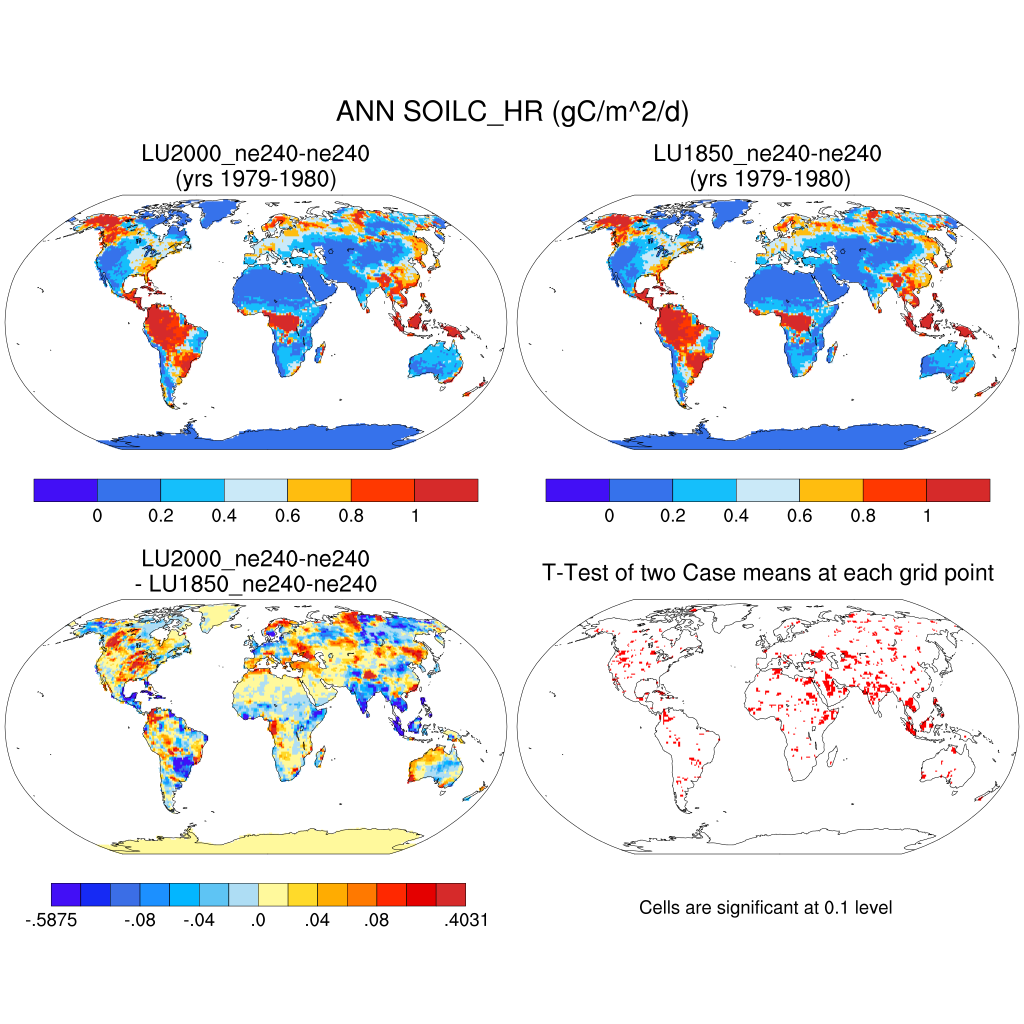 ANN SOILC_HR (gC/m^2/d)
LU2000_ne240-ne240
(yrs 1979-1980)
LU1850_ne240-ne240
(yrs 1979-1980)
0 0.2 0.4 0.6 0.8 1
0 0.2 0.4 0.6 0.8 1
LU2000_ne240-ne240
- LU1850_ne240-ne240
T-Test of two Case means at each grid point
-.5875 -.08 -.04 .0 .04 .08 .4031
Cells are significant at 0.1 level